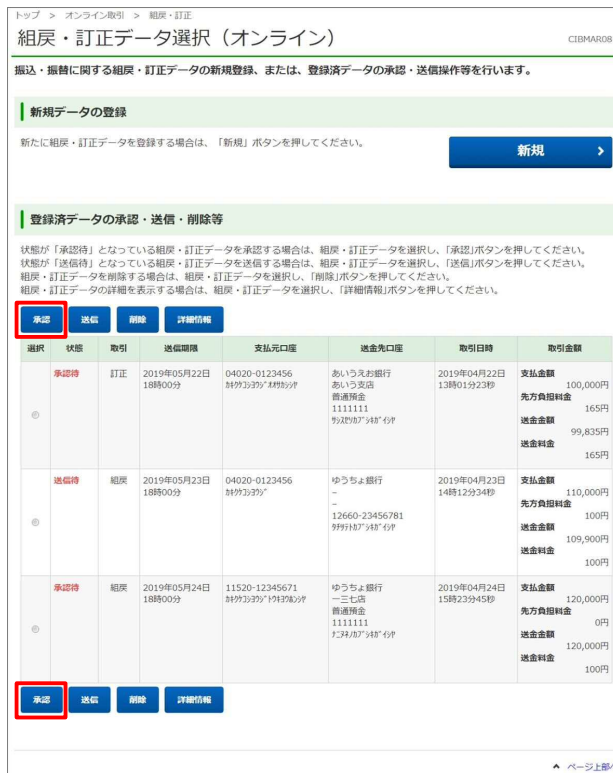 トップ > オンライン取引 > 組戻・訂正
組戻・訂正データ選択（オンライン）
CIBMAR08
振込・振替に関する組戻・訂正データの新規登録、または、登録済データの承認・送信操作等を行います。
新規データの登録
新たに組戻・訂正データを登録する場合は、「新規」ボタンを押してください。
新規
登録済データの承認・送信・削除等
状態が「承認待」となっている組戻・訂正データを承認する場合は、組戻・訂正データを選択し、「承認」ボタンを押してください。
状態が「送信待」となっている組戻・訂正データを送信する場合は、組戻・訂正データを選択し、「送信」ボタンを押してください。
組戻・訂正データを削除する場合は、組戻・訂正データを選択し、「削除」ボタンを押してください。
組戻・訂正データの詳細を表示する場合は、組戻・訂正データを選択し、「詳細情報」ボタンを押してください。
承認 送信 削除 詳細情報
選択 状態 取引 送信期限 支払元口座 送金先口座 取引日時 取引金額
承認待 訂正 2019年05月22日 04020-0123456 あいうえお銀行 2019年04月22日 支払金額
18時00分 あいう支店 13時01分23秒 100,000円
普通預金 先方負担料金
1111111 165円
送金金額
99,835円
送金料金
165円
送信待 組戻 2019年05月23日 04020-0123456 ゆうちょ銀行 2019年04月23日 支払金額
18時00分 ｶｷｸｹｺｼﾖｳｼﾞ – 14時12分34秒 110,000円
– 先方負担料金
12660-23456781 100円
送金金額
109,900円
送金料金
100円
承認待 組戻 2019年05月24日 11520-12345671 ゆうちょ銀行 2019年04月24日 支払金額
18時00分 一三七店 15時23分45秒 120,000円
普通預金 先方負担料金
1111111 0円
送金金額
120,000円
送金料金
100円
承認 送信 削除 詳細情報
ページ上部へ